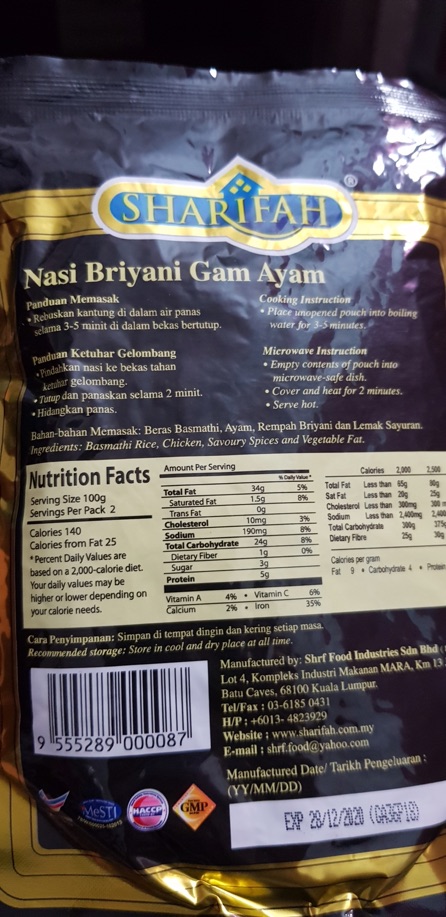 SHARIFAH ®
Nasi Briyani Gam Ayam
Panduan Memasak
• Rebuskan kantung di dalam air panas
selama 3-5 minit di dalam bekas bertutup.
Cooking Instruction
• Place unopened pouch into boiling
water for 3-5 minutes.
Panduan Ketuhar Gelombang
• Pindahkan nasi ke bekas tahan
ketuhar gelombang.
• Tutup dan panaskan selama 2 minit.
• Hidangkan panas.
Microwave Instruction
• Empty contents of pouch into
microwave-safe dish.
• Cover and heat for 2 minutes.
• Serve hot.
Bahan-bahan Memasak: Beras Basmathi, Ayam, Rempah Briyani dan Lemak Sayuran.
Ingredients: Basmathi Rice, Chicken, Savoury Spices and Vegetable Fat.
Nutrition Facts
Serving Size 100g
Servings Per Pack 2
Calories 140
Calories from Fat 25
* Percent Daily Values are
based on a 2,000-calorie diet.
Your daily values may be
higher or lower depending on
your calorie needs.
Amount Per Serving
% Daily Value *
Total Fat 34g 5%
Saturated Fat 1.5g 8%
Trans Fat 0g
Cholesterol 10mg 3%
Sodium 190mg 8%
Total Carbohydrate 24g 8%
Dietary Fibre 1g 0%
Sugar 3g
Protein 5g
Vitamin A 4% • Vitamin C 6%
Calcium 2% • Iron 35%
Calories 2,000 2,500
Total Fat Less than 65g 80g
Sat Fat Less than 20g 25g
Cholesterol Less than 300mg 300 m
Sodium Less than 2,400mg 2,400
Total Carbohydrate 300g 375g
Dietary Fibre 25g 30g
Calories per gram
Fat 9 • Carbohydrate 4 • Protein
Cara Penyimpanan: Simpan di tempat dingin dan kering setiap masa.
Recommended storage: Store in cool and dry place at all time.
9 555289 000087
Manufactured by: Shrf Food Industries Sdn Bhd (
Lot 4, Kompleks Industri Makanan MARA, Km 13
Batu Caves, 68100 Kuala Lumpur.
Tel/Fax : 03-6185 0431
H/P : +6013- 4823929
Website : www.sharifah.com.my
E-mail : shrf.food@yahoo.com
Manufactured Date/ Tarikh Pengeluaran :
(YY/MM/DD)
EXP 28/12/2020 (GA36P18)
MeSTI
HACCP
GMP